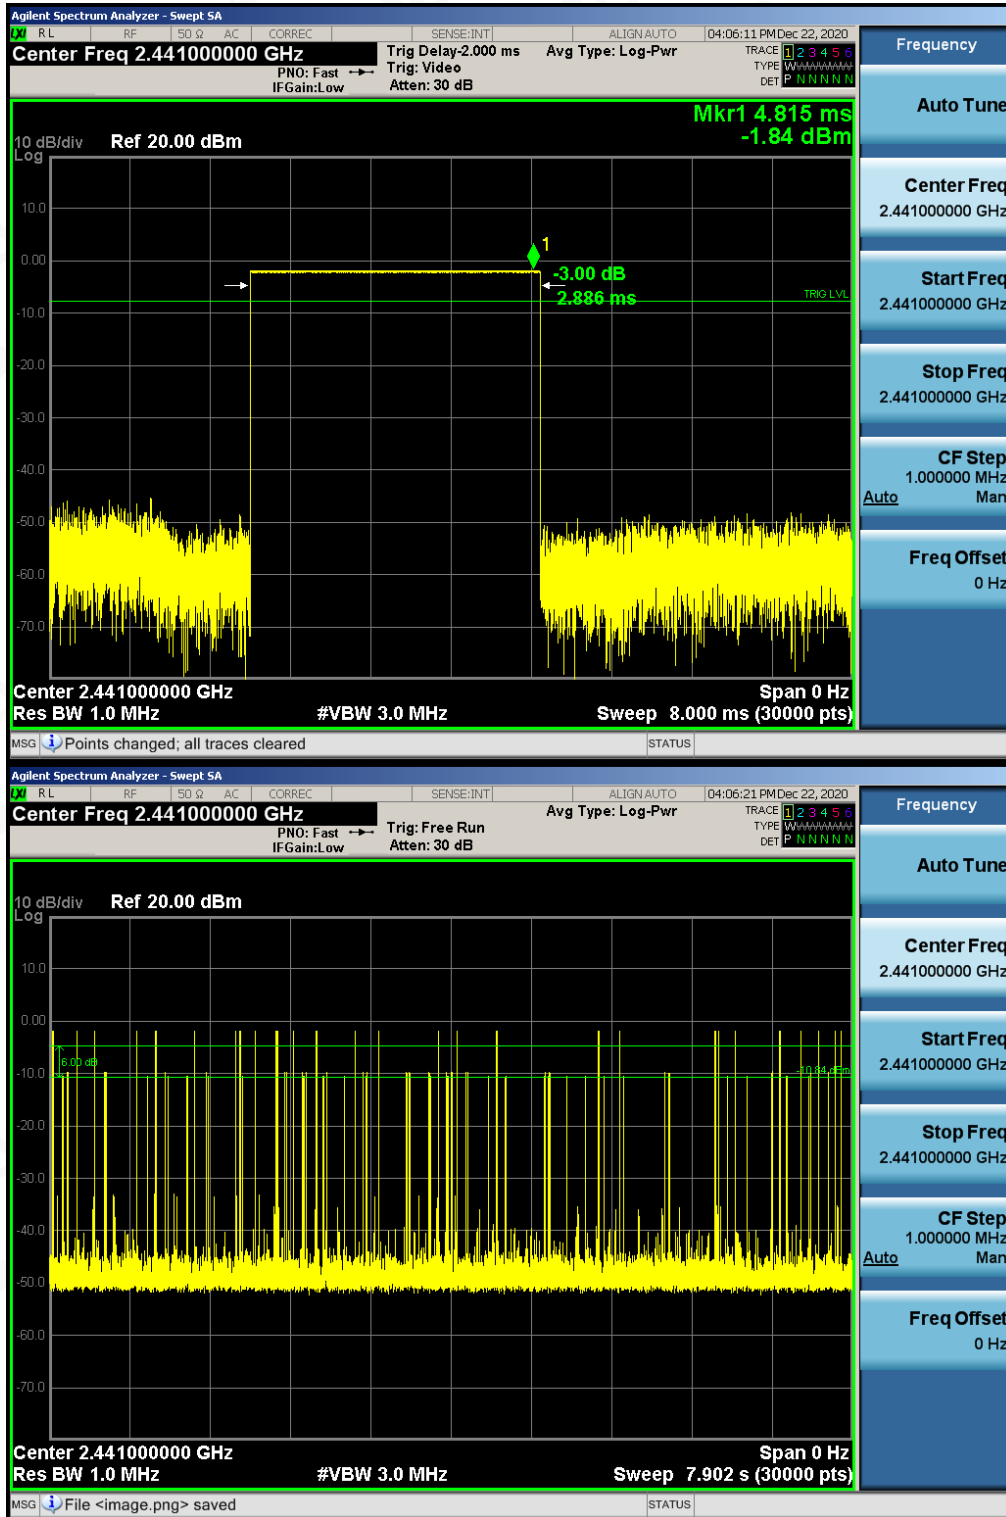 Agilent Spectrum Analyzer - Swept SA
LXI RL RF 50 Ω AC CORREC SENSE:INT ALIGN AUTO 04:06:11 PM Dec 22, 2020
Center Freq 2.441000000 GHz
PNO: Fast
IFGain:Low
Trig Delay-2.000 ms
Trig: Video
Atten: 30 dB
Avg Type: Log-Pwr
TRACE 1 2 3 4 5 6
TYPE W
DET P N N N N N
Mkr1 4.815 ms
-1.84 dBm
10 dB/div Ref 20.00 dBm
Log
10.0
0.00
-10.0
-20.0
-30.0
-40.0
-50.0
-60.0
-70.0
1
-3.00 dB
2.886 ms
TRIG LVL
Center 2.441000000 GHz Span 0 Hz
Res BW 1.0 MHz #VBW 3.0 MHz Sweep 8.000 ms (30000 pts)
MSG Points changed; all traces cleared STATUS
Frequency
Auto Tune
Center Freq
2.441000000 GHz
Start Freq
2.441000000 GHz
Stop Freq
2.441000000 GHz
CF Step
1.000000 MHz
Auto Man
Freq Offset
0 Hz
Agilent Spectrum Analyzer - Swept SA
LXI RL RF 50 Ω AC CORREC SENSE:INT ALIGN AUTO 04:06:21 PM Dec 22, 2020
Center Freq 2.441000000 GHz
PNO: Fast
IFGain:Low
Trig: Free Run
Atten: 30 dB
Avg Type: Log-Pwr
TRACE 1 2 3 4 5 6
TYPE W
DET P N N N N N
10 dB/div Ref 20.00 dBm
Log
10.0
0.00
-10.0
-20.0
-30.0
-40.0
-50.0
-60.0
-70.0
6.00 dB
-10.84 dBm
Center 2.441000000 GHz Span 0 Hz
Res BW 1.0 MHz #VBW 3.0 MHz Sweep 7.902 s (30000 pts)
MSG File <image.png> saved STATUS
Frequency
Auto Tune
Center Freq
2.441000000 GHz
Start Freq
2.441000000 GHz
Stop Freq
2.441000000 GHz
CF Step
1.000000 MHz
Auto Man
Freq Offset
0 Hz